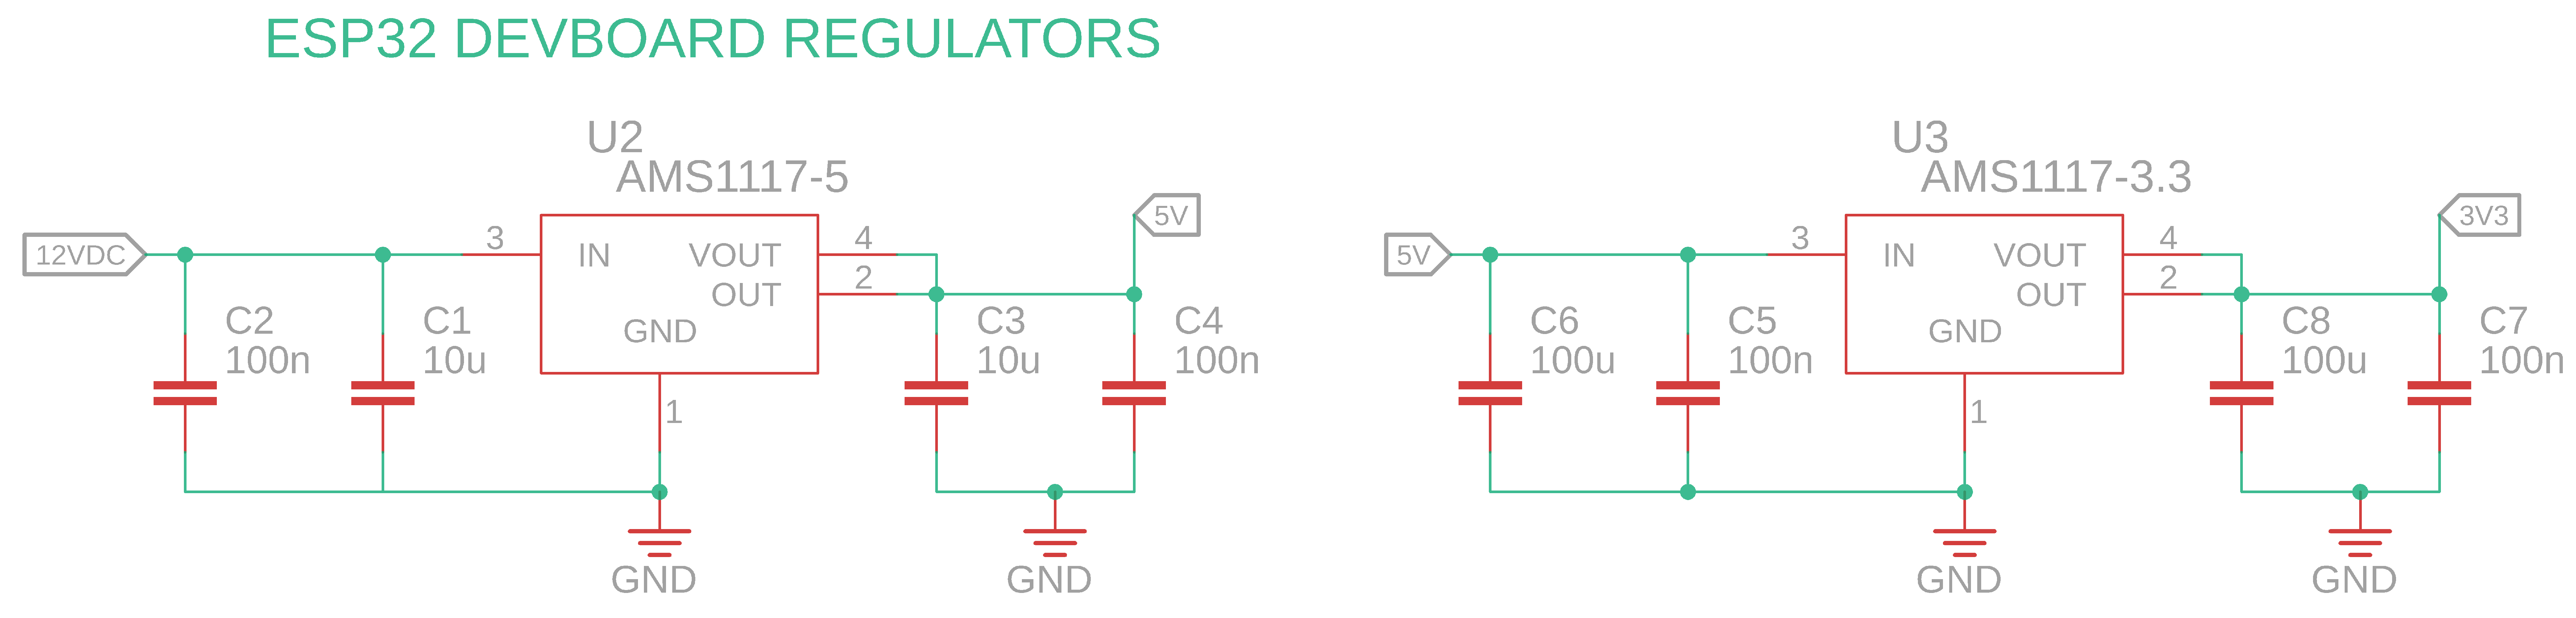 ESP32 DEVBOARD REGULATORS
U2
AMS1117-5
12VDC
3
IN
VOUT
OUT
GND
4
2
1
5V
C2
100n
C1
10u
C3
10u
C4
100n
GND
GND
U3
AMS1117-3.3
5V
3
IN
VOUT
OUT
GND
4
2
1
3V3
C6
100u
C5
100n
C8
100u
C7
100n
GND
GND